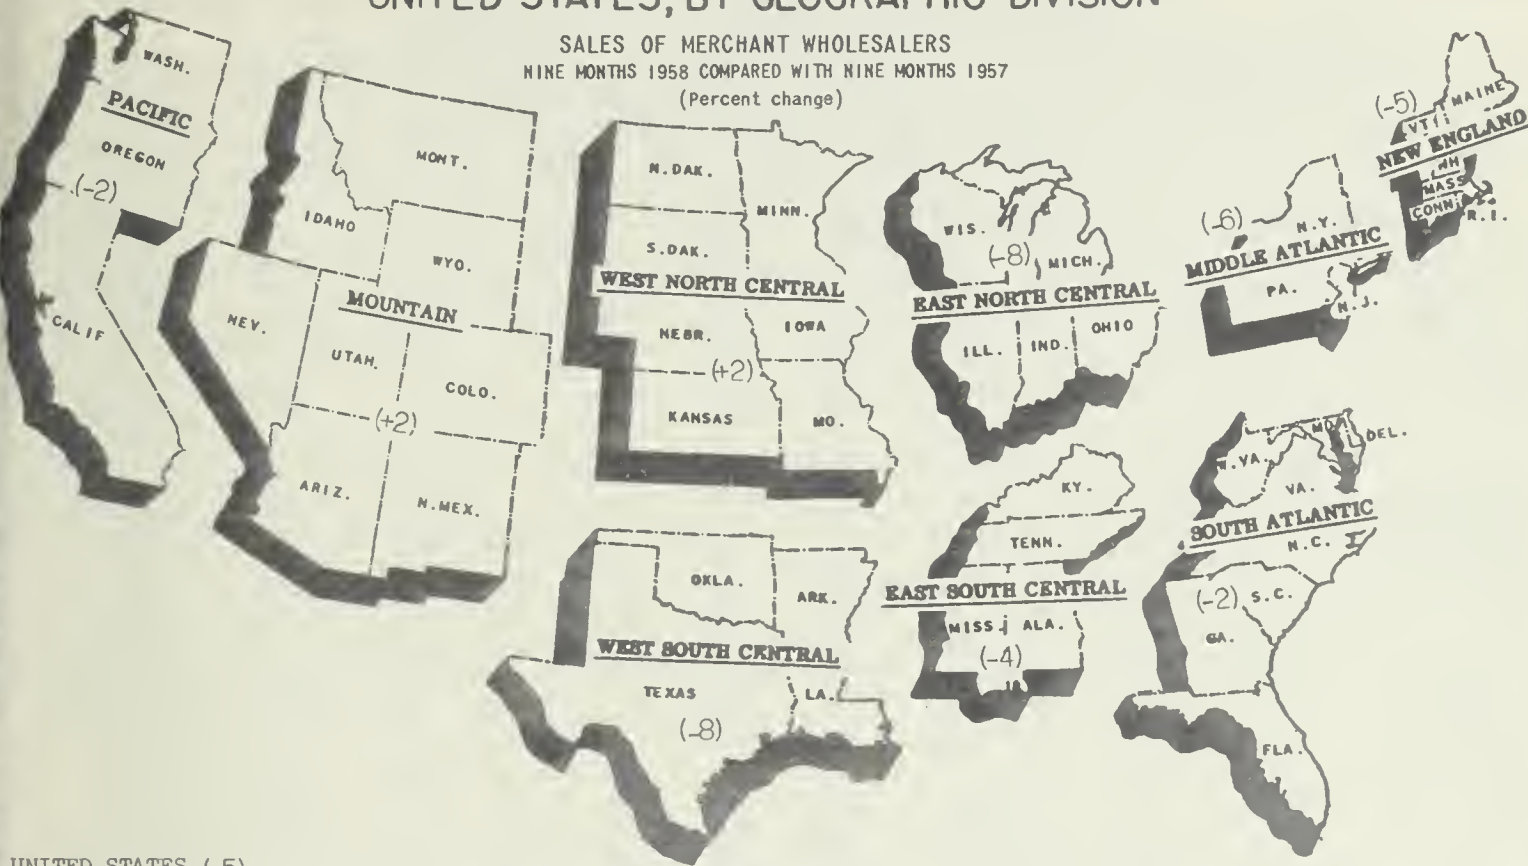 UNITED STATES, BY GEOGRAPHIC DIVISION
SALES OF MERCHANT WHOLESALERS
NINE MONTHS 1958 COMPARED WITH NINE MONTHS 1957
(Percent change)
WASH.
PACIFIC
OREGON
(-2)
CALIF
MONT.
IDAHO
WYO.
MOUNTAIN
NEV.
UTAH.
COLO.
(+2)
ARIZ.
N.MEX.
N.DAK.
MINN.
S.DAK.
WEST NORTH CENTRAL
NEBR.
IOWA
(+2)
KANSAS
MO.
WIS.
(-8)
MICH.
EAST NORTH CENTRAL
ILL.
IND.
OHIO
(-5)
MAINE
VT
NEW ENGLAND
NH
MASS
CONN
R.I.
(-6)
N.Y.
MIDDLE ATLANTIC
PA.
N.J.
OKLA.
ARK.
WEST SOUTH CENTRAL
TEXAS
LA.
(-8)
KY.
TENN.
EAST SOUTH CENTRAL
MISS.
ALA.
(-4)
MD.
DEL.
W.VA.
VA.
SOUTH ATLANTIC
N.C.
(-2)
S.C.
GA.
FLA.
UNITED STATES (-5)